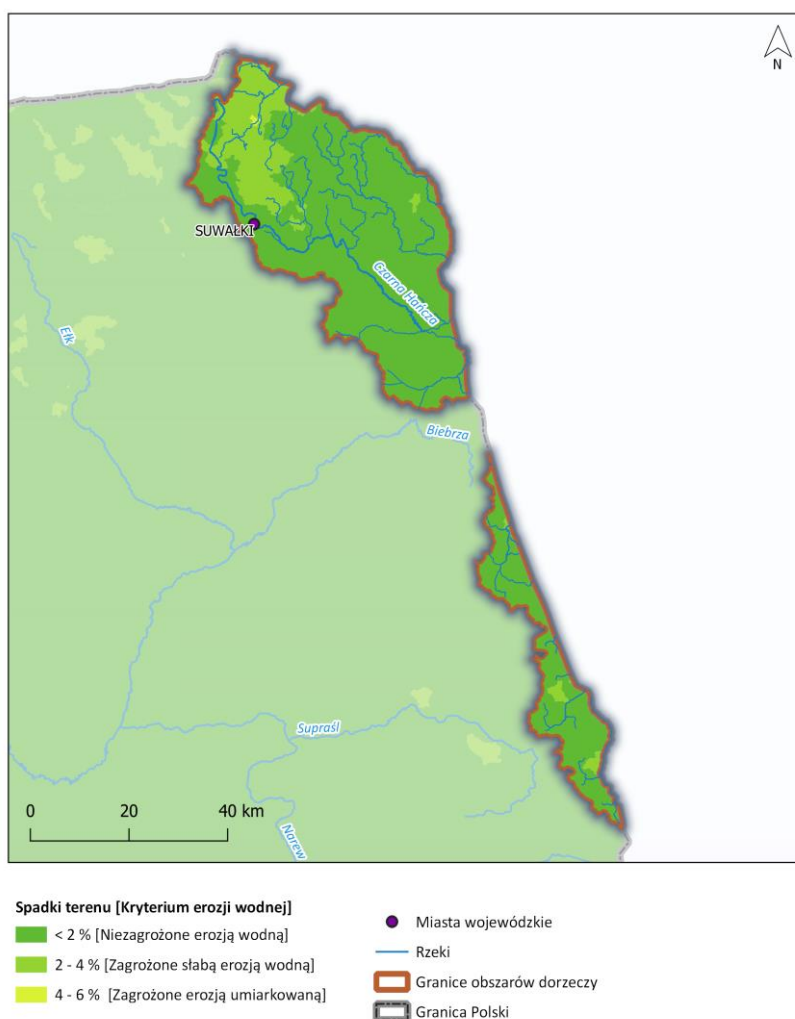 N
SUWAŁKI
Czarna Hańcza
Ełk
Biebrza
Supraśl
Narew
0 20 40 km
Spadki terenu [Kryterium erozji wodnej]
< 2 % [Niezagrożone erozją wodną]
2 - 4 % [Zagrożone słabą erozją wodną]
4 - 6 % [Zagrożone erozją umiarkowaną]
Miasta wojewódzkie
Rzeki
Granice obszarów dorzeczy
Granica Polski